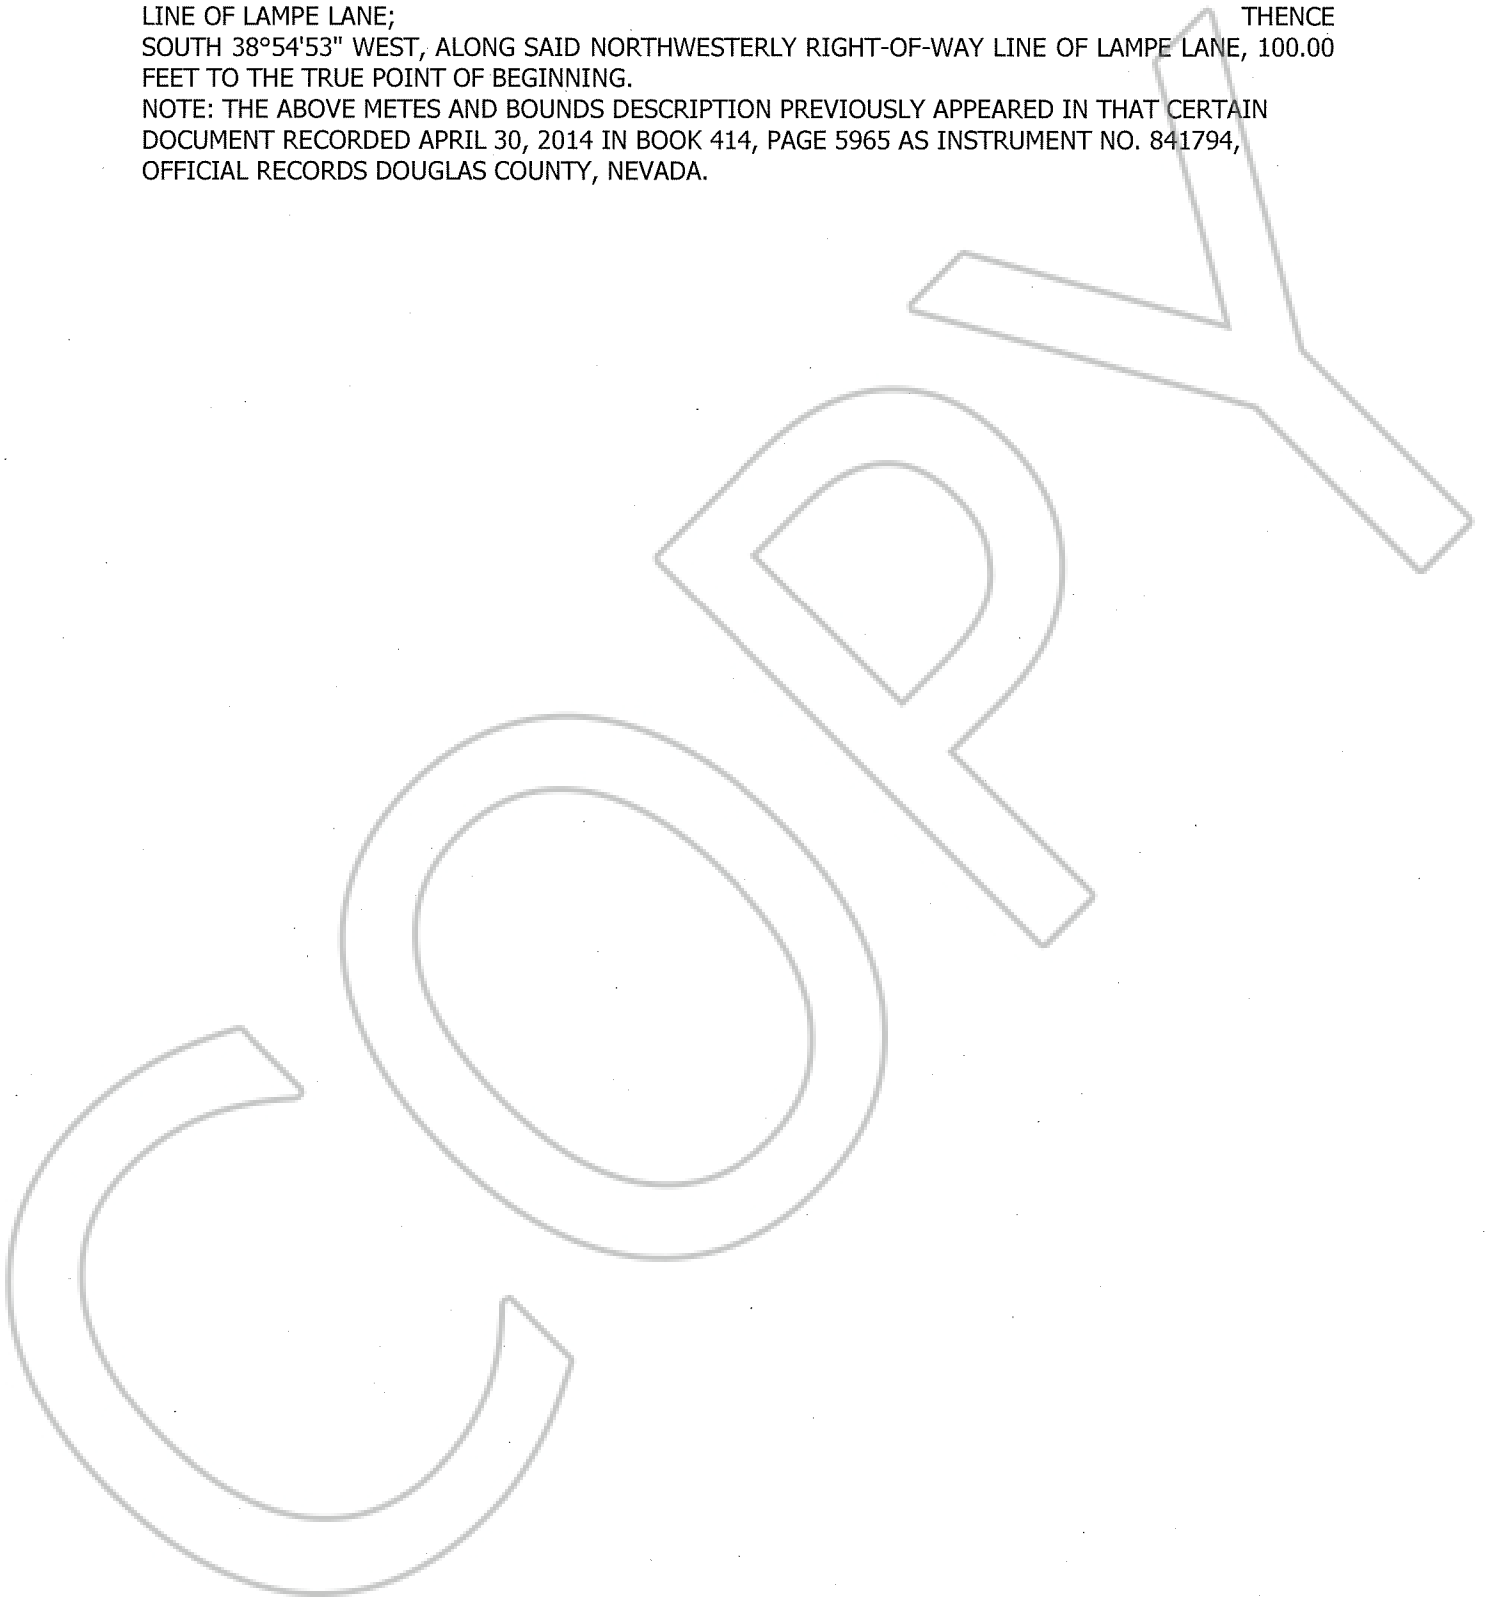 LINE OF LAMPE LANE; THENCE
SOUTH 38°54'53" WEST, ALONG SAID NORTHWESTERLY RIGHT-OF-WAY LINE OF LAMPE LANE, 100.00
FEET TO THE TRUE POINT OF BEGINNING.
NOTE: THE ABOVE METES AND BOUNDS DESCRIPTION PREVIOUSLY APPEARED IN THAT CERTAIN
DOCUMENT RECORDED APRIL 30, 2014 IN BOOK 414, PAGE 5965 AS INSTRUMENT NO. 841794,
OFFICIAL RECORDS DOUGLAS COUNTY, NEVADA.
COPY